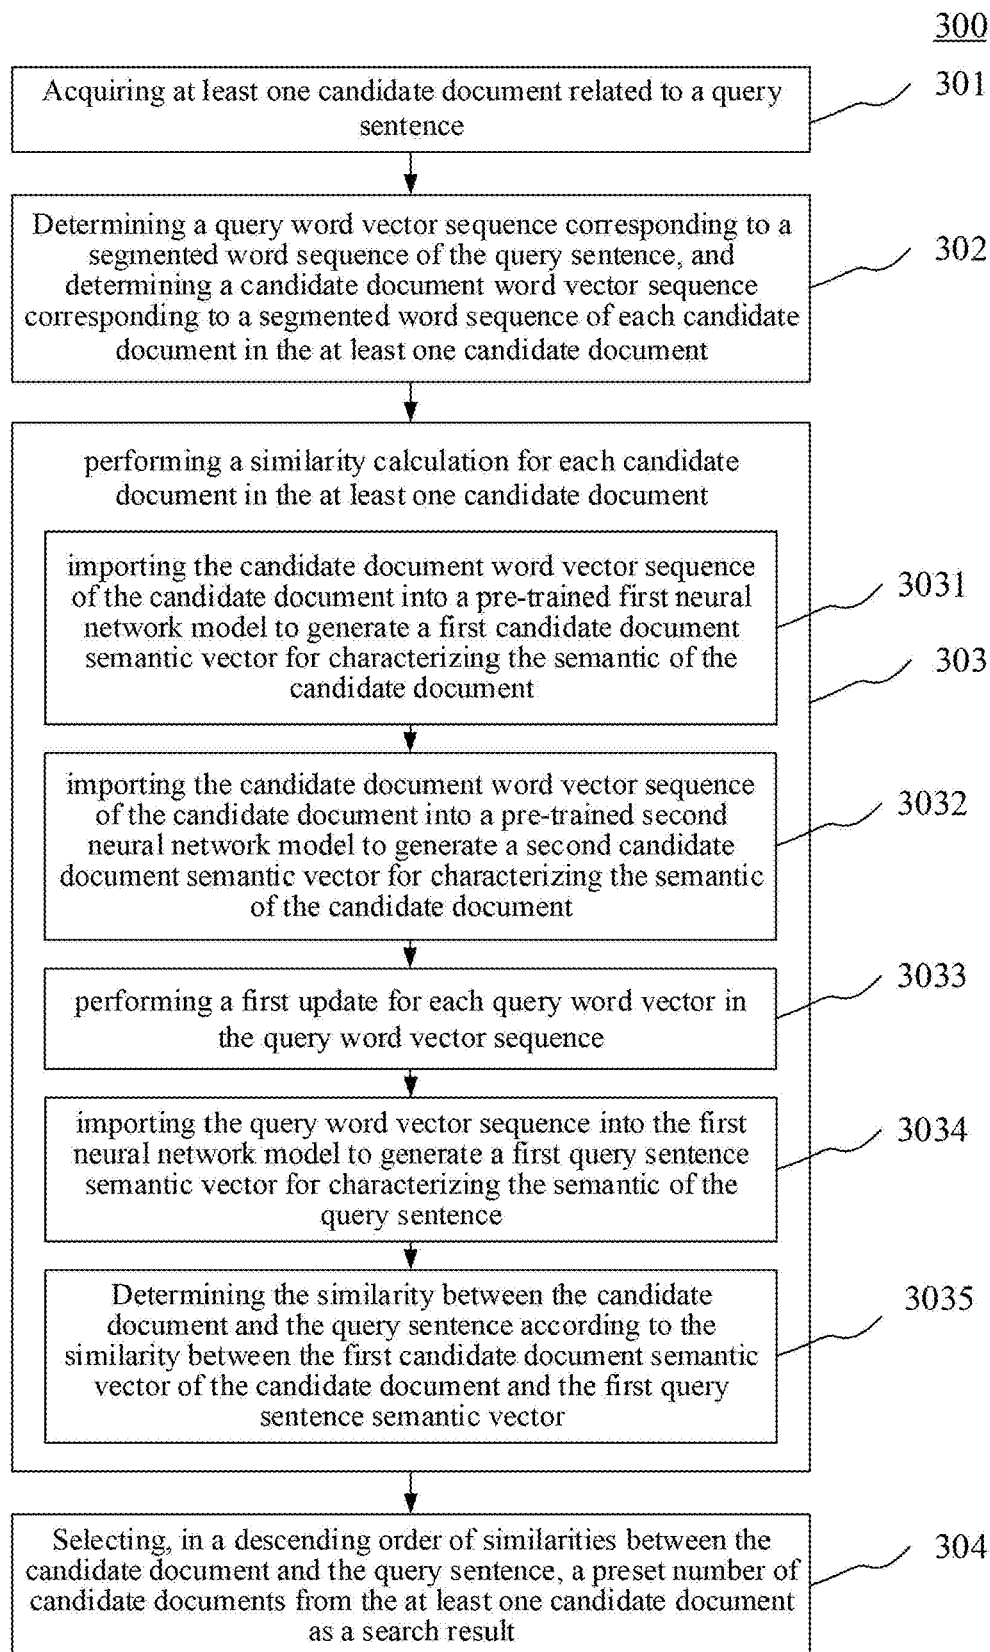 300
Acquiring at least one candidate document related to a query
sentence
301
Determining a query word vector sequence corresponding to a
segmented word sequence of the query sentence, and
determining a candidate document word vector sequence
corresponding to a segmented word sequence of each candidate
document in the at least one candidate document
302
performing a similarity calculation for each candidate
document in the at least one candidate document
importing the candidate document word vector sequence
of the candidate document into a pre-trained first neural
network model to generate a first candidate document
semantic vector for characterizing the semantic of the
candidate document
3031
303
importing the candidate document word vector sequence
of the candidate document into a pre-trained second
neural network model to generate a second candidate
document semantic vector for characterizing the semantic
of the candidate document
3032
performing a first update for each query word vector in
the query word vector sequence
3033
importing the query word vector sequence into the first
neural network model to generate a first query sentence
semantic vector for characterizing the semantic of the
query sentence
3034
Determining the similarity between the candidate
document and the query sentence according to the
similarity between the first candidate document semantic
vector of the candidate document and the first query
sentence semantic vector
3035
Selecting, in a descending order of similarities between the
candidate document and the query sentence, a preset number of
candidate documents from the at least one candidate document
as a search result
304